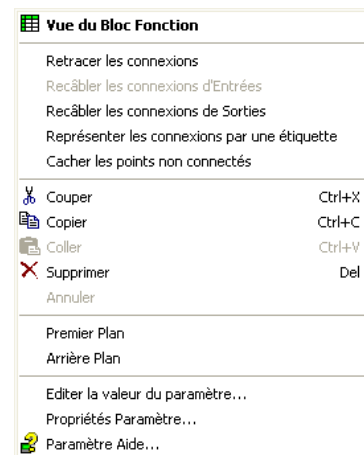 Vue du Bloc Fonction
Retracer les connexions
Recâbler les connexions d'Entrées
Recâbler les connexions de Sorties
Représenter les connexions par une étiquette
Cacher les points non connectés
Couper Ctrl+X
Copier Ctrl+C
Coller Ctrl+V
Supprimer Del
Annuler
Premier Plan
Arrière Plan
Editer la valeur du paramètre...
Propriétés Paramètre...
Paramètre Aide...